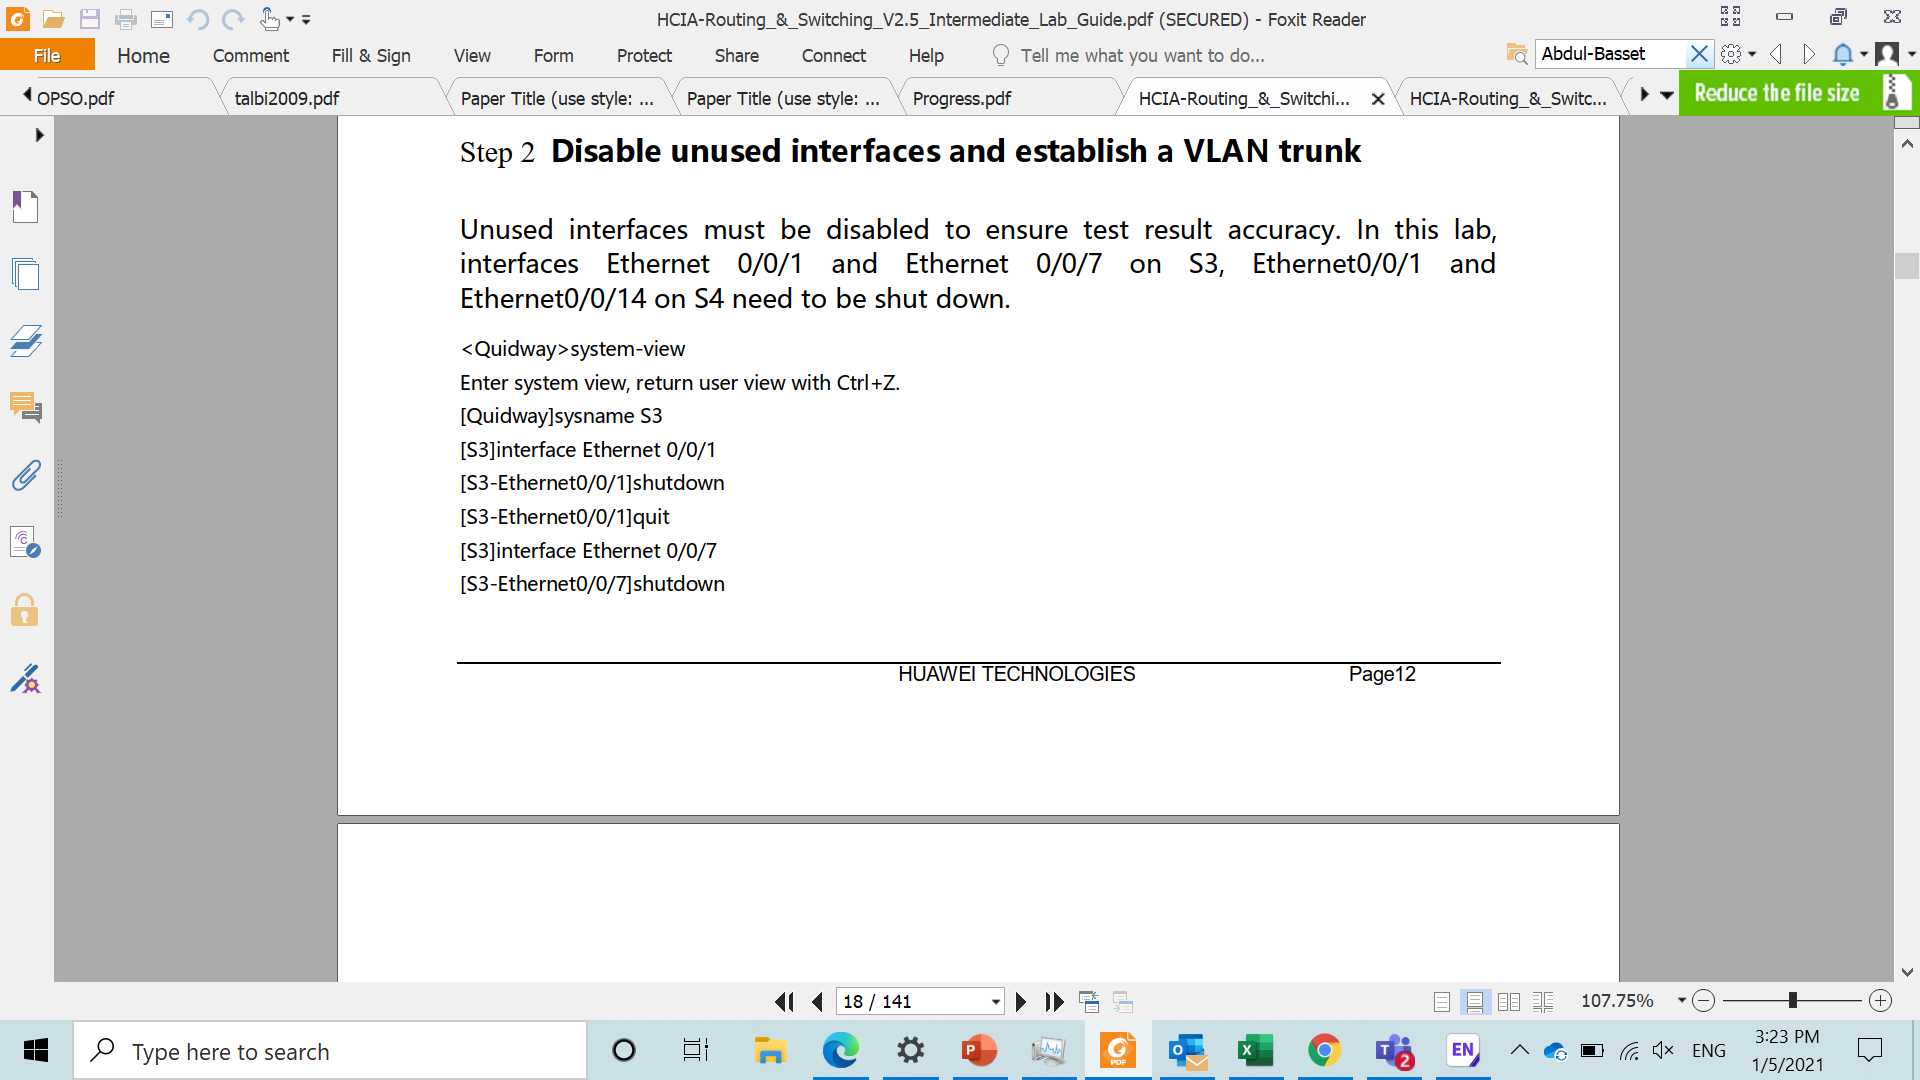 HCIA-Routing_&_Switching_V2.5_Intermediate_Lab_Guide.pdf (SECURED) - Foxit Reader
File Home Comment Fill & Sign View Form Protect Share Connect Help Tell me what you want to do... Abdul-Basset
OPSO.pdf talbi2009.pdf Paper Title (use style: ... Paper Title (use style: ... Progress.pdf HCIA-Routing_&_Switchi... HCIA-Routing_&_Switc... Reduce the file size
Step 2 Disable unused interfaces and establish a VLAN trunk
Unused interfaces must be disabled to ensure test result accuracy. In this lab,
interfaces Ethernet 0/0/1 and Ethernet 0/0/7 on S3, Ethernet0/0/1 and
Ethernet0/0/14 on S4 need to be shut down.
<Quidway>system-view
Enter system view, return user view with Ctrl+Z.
[Quidway]sysname S3
[S3]interface Ethernet 0/0/1
[S3-Ethernet0/0/1]shutdown
[S3-Ethernet0/0/1]quit
[S3]interface Ethernet 0/0/7
[S3-Ethernet0/0/7]shutdown
HUAWEI TECHNOLOGIES Page12
18 / 141 107.75%
Type here to search EN 2 ENG 3:23 PM
1/5/2021